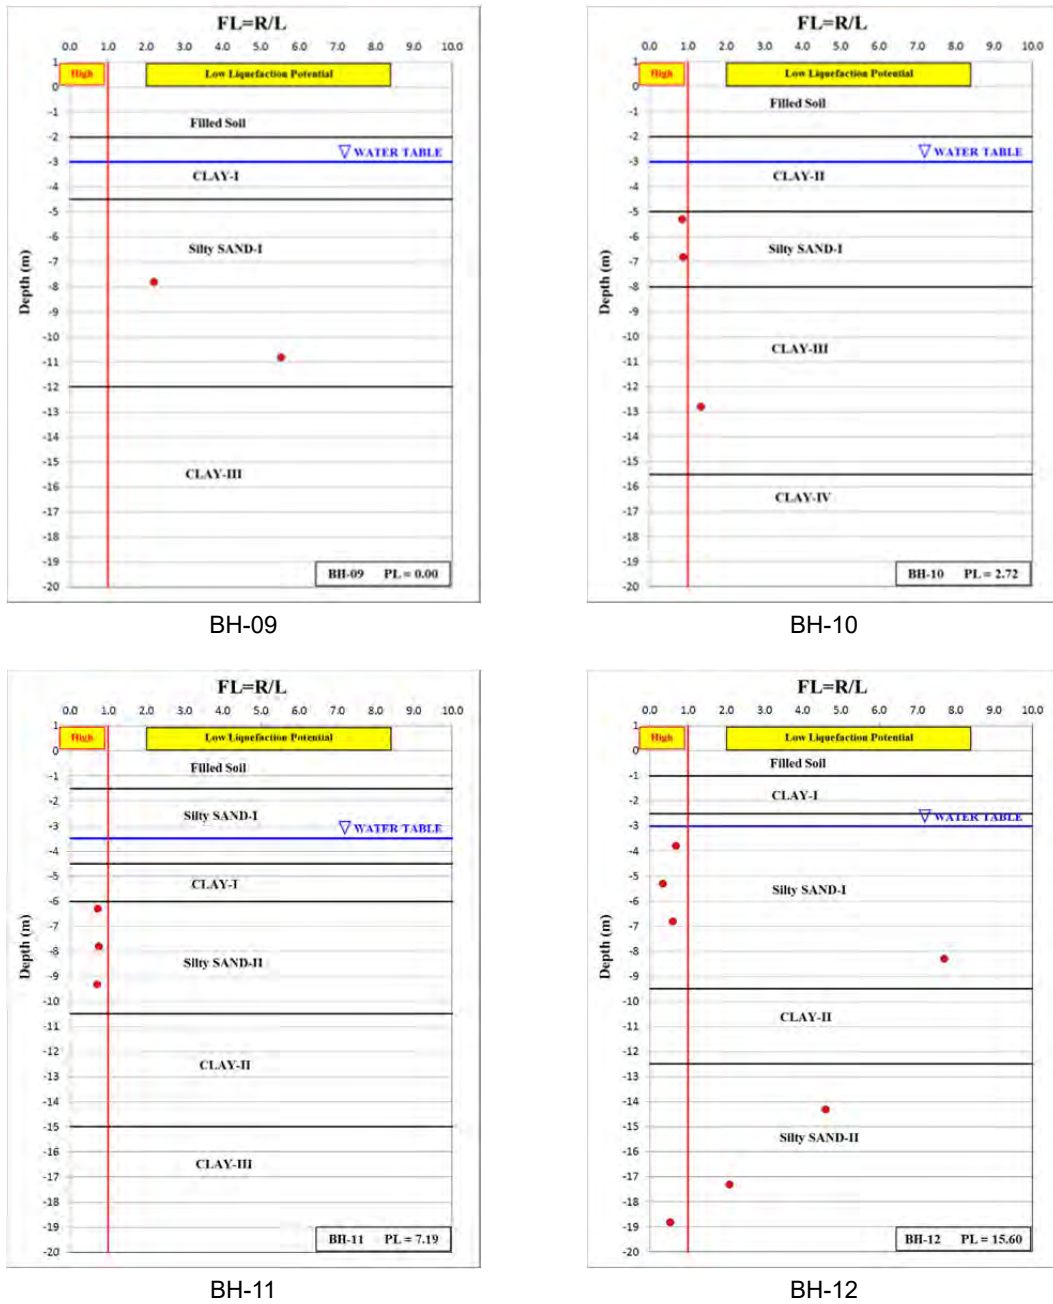 FL=R/L
0.0 1.0 2.0 3.0 4.0 5.0 6.0 7.0 8.0 9.0 10.0
1
High
Low Liquefaction Potential
0
-1
Filled Soil
-2
WATER TABLE
-3
CLAY-I
-4
-5
-6
Silty SAND-I
-7
-8
-9
-10
-11
-12
-13
-14
-15
CLAY-III
-16
-17
-18
-19
-20
Depth (m)
BH-09 PL = 0.00
BH-09
FL=R/L
0.0 1.0 2.0 3.0 4.0 5.0 6.0 7.0 8.0 9.0 10.0
1
High
Low Liquefaction Potential
0
Filled Soil
-1
-2
WATER TABLE
-3
CLAY-II
-4
-5
-6
Silty SAND-I
-7
-8
-9
-10
CLAY-III
-11
-12
-13
-14
-15
-16
CLAY-IV
-17
-18
-19
-20
Depth (m)
BH-10 PL = 2.72
BH-10
FL=R/L
0.0 1.0 2.0 3.0 4.0 5.0 6.0 7.0 8.0 9.0 10.0
1
High
Low Liquefaction Potential
0
Filled Soil
-1
-2
Silty SAND-I
-3
WATER TABLE
-4
-5
CLAY-I
-6
-7
-8
Silty SAND-II
-9
-10
-11
-12
CLAY-II
-13
-14
-15
-16
CLAY-III
-17
-18
-19
-20
Depth (m)
BH-11 PL = 7.19
BH-11
FL=R/L
0.0 1.0 2.0 3.0 4.0 5.0 6.0 7.0 8.0 9.0 10.0
1
High
Low Liquefaction Potential
0
Filled Soil
-1
CLAY-I
-2
WATER TABLE
-3
-4
-5
Silty SAND-I
-6
-7
-8
-9
-10
CLAY-II
-11
-12
-13
-14
-15
Silty SAND-II
-16
-17
-18
-19
-20
Depth (m)
BH-12 PL = 15.60
BH-12